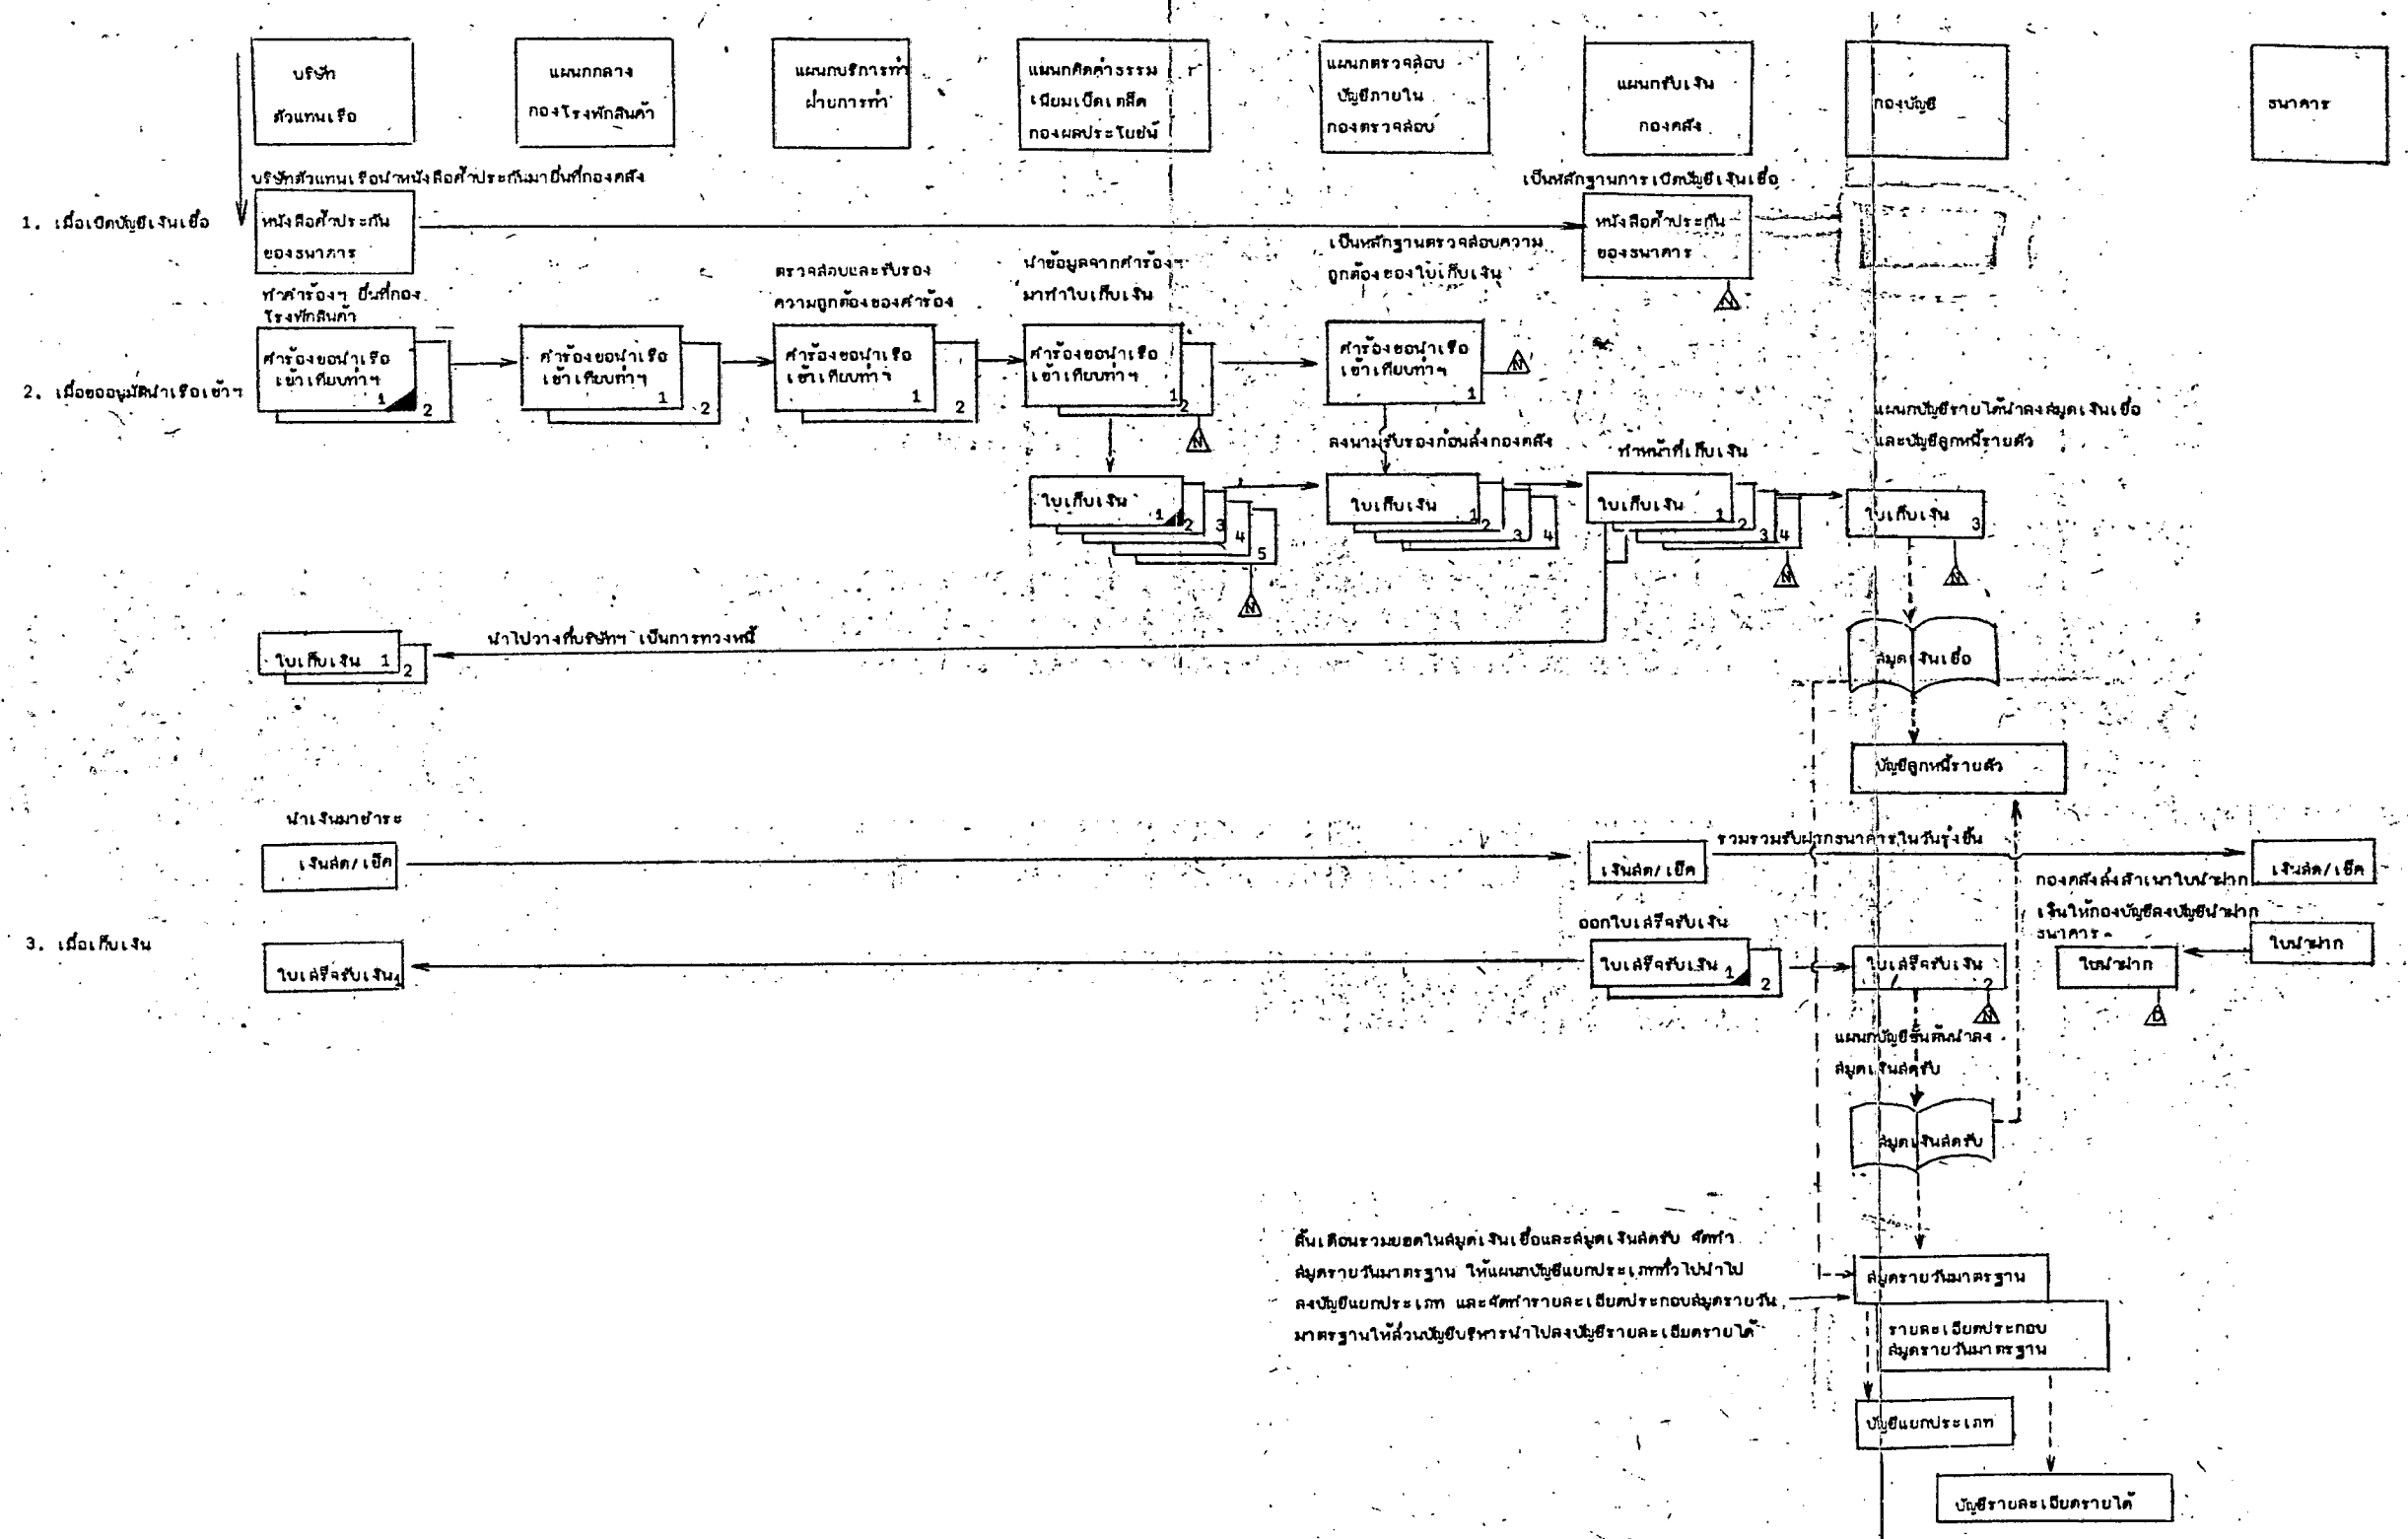 บริษัท
ตัวแทนเรือ
แผนกกลาง
กองโรงพักสินค้า
แผนกบริการท่า
ฝ่ายการท่า
แผนกคิดค่าธรรม
เนียมเบ็ดเตล็ด
กองผลประโยชน์
แผนกตรวจสอบ
บัญชีภายใน
กองตรวจสอบ
แผนกรับเงิน
กองคลัง
กองบัญชี
ธนาคาร
บริษัทตัวแทนเรือนำหนังสือค้ำประกันมายื่นที่กองคลัง
เป็นหลักฐานการเปิดบัญชีเงินเชื่อ
1. เมื่อเปิดบัญชีเงินเชื่อ
หนังสือค้ำประกัน
ของธนาคาร
หนังสือค้ำประกัน
ของธนาคาร
N
ทำคำร้องฯ ยื่นที่กอง
โรงพักสินค้า
ตรวจสอบและรับรอง
ความถูกต้องของคำร้อง
นำข้อมูลจากคำร้องฯ
มาทำใบเก็บเงิน
เป็นหลักฐานตรวจสอบความ
ถูกต้องของใบเก็บเงิน
2. เมื่อขออนุมัตินำเรือเข้าฯ
คำร้องขอนำเรือ
เข้าเทียบท่าฯ
1
2
คำร้องขอนำเรือ
เข้าเทียบท่าฯ
1
2
คำร้องขอนำเรือ
เข้าเทียบท่าฯ
1
2
คำร้องขอนำเรือ
เข้าเทียบท่าฯ
1
2
N
คำร้องขอนำเรือ
เข้าเทียบท่าฯ
1
N
ลงนามรับรองก่อนส่งกองคลัง
ทำหน้าที่เก็บเงิน
แผนกบัญชีรายได้นำลงสมุดเงินเชื่อ
และบัญชีลูกหนี้รายตัว
ใบเก็บเงิน 1
2
3
4
5
N
ใบเก็บเงิน 1
2
3
4
ใบเก็บเงิน 1
2
3
4
N
ใบเก็บเงิน 3
N
นำไปวางที่บริษัทฯ เป็นการทวงหนี้
ใบเก็บเงิน 1
2
สมุดเงินเชื่อ
บัญชีลูกหนี้รายตัว
นำเงินมาชำระ
เงินสด/เช็ค
เงินสด/เช็ค
รวมรวมรับฝากธนาคารในวันรุ่งขึ้น
เงินสด/เช็ค
กองคลังส่งสำเนาใบนำฝาก
เงินให้กองบัญชีลงบัญชีนำฝาก
ธนาคาร
3. เมื่อเก็บเงิน
ออกใบเสร็จรับเงิน
ใบเสร็จรับเงิน 1
ใบเสร็จรับเงิน 1
2
ใบเสร็จรับเงิน
2
N
ใบนำฝาก
D
ใบนำฝาก
แผนกบัญชีขั้นต้นนำลง
สมุดเงินสดรับ
สมุดเงินสดรับ
สิ้นเดือนรวมยอดในสมุดเงินเชื่อและสมุดเงินสดรับ จัดทำ
สมุดรายวันมาตรฐาน ให้แผนกบัญชีแยกประเภททั่วไปนำไป
ลงบัญชีแยกประเภท และจัดทำรายละเอียดประกอบสมุดรายวัน
มาตรฐานให้ส่วนบัญชีบริหารนำไปลงบัญชีรายละเอียดรายได้
สมุดรายวันมาตรฐาน
รายละเอียดประกอบ
สมุดรายวันมาตรฐาน
บัญชีแยกประเภท
บัญชีรายละเอียดรายได้